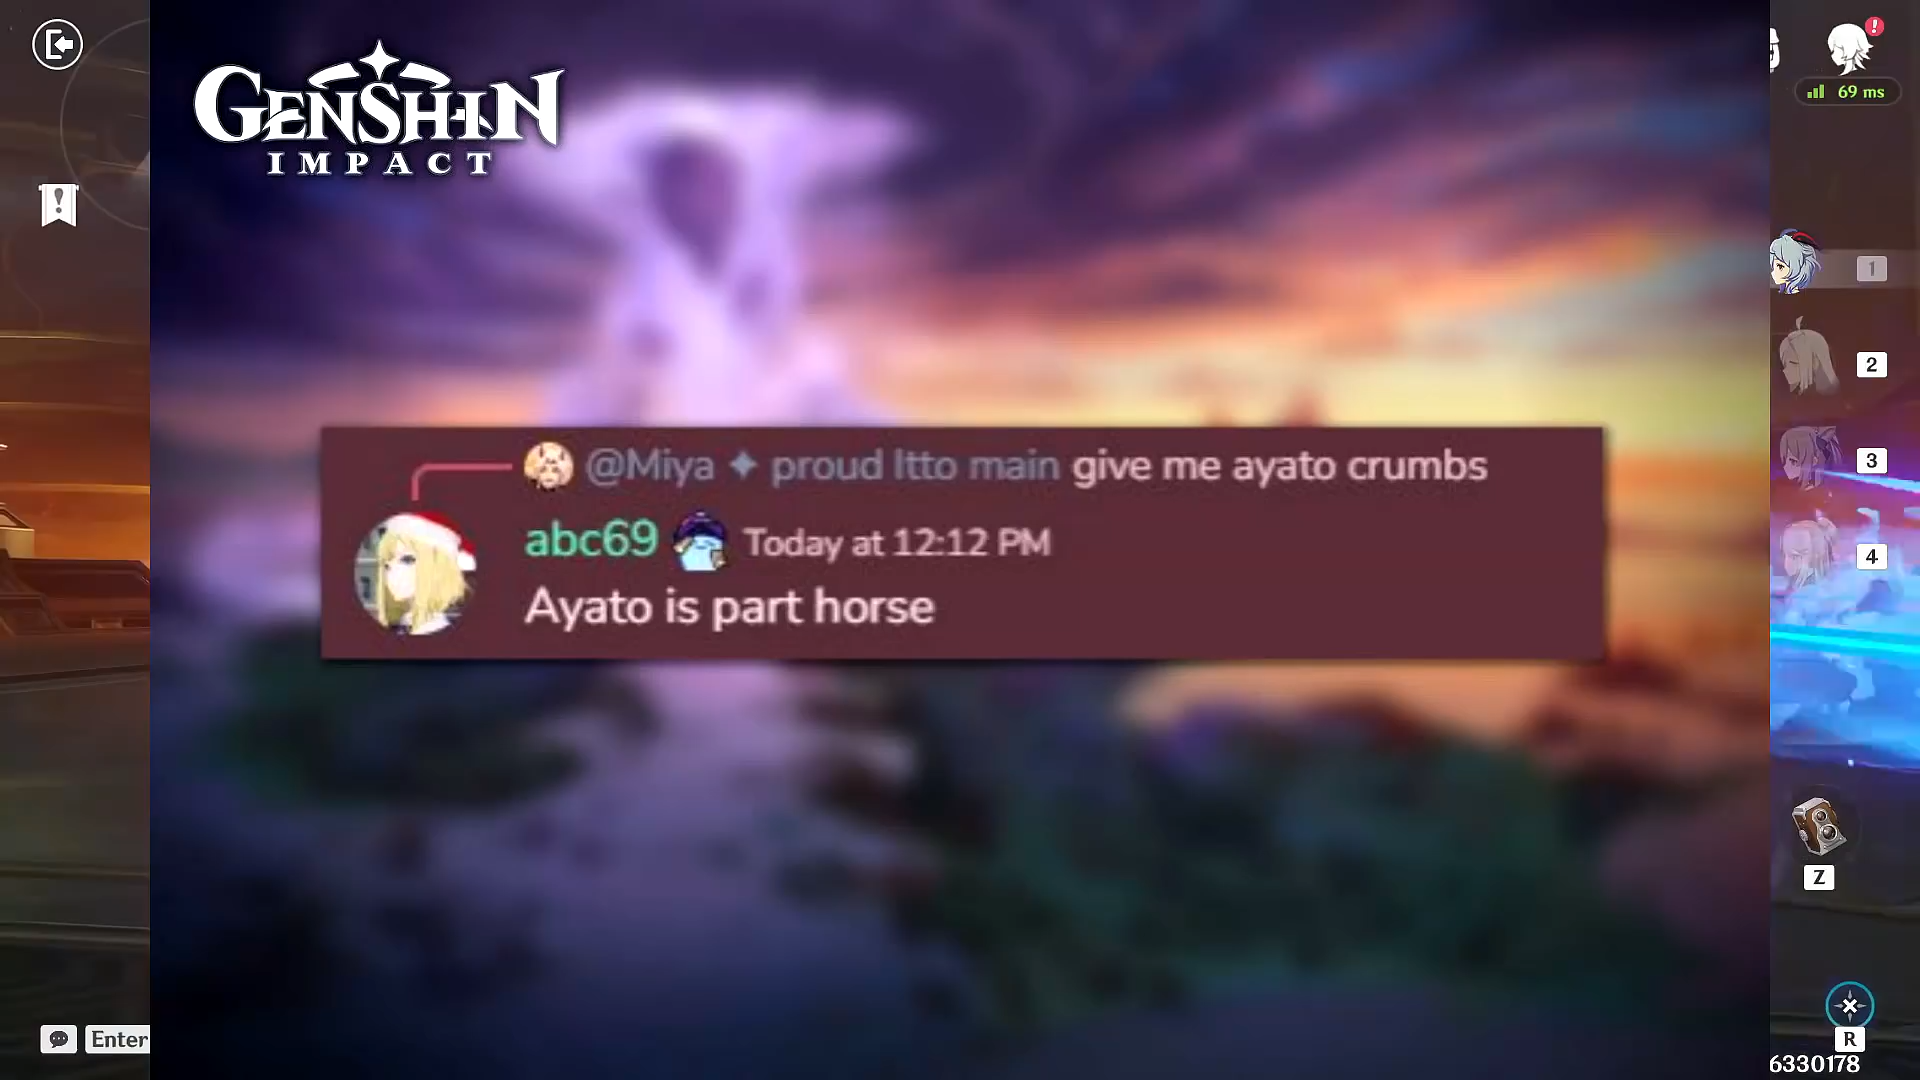 GENSHIN
IMPACT
69 ms
1
2
3
4
@Miya ✦ proud Itto main give me ayato crumbs
abc69 Today at 12:12 PM
Ayato is part horse
Z
R
Enter
6330178